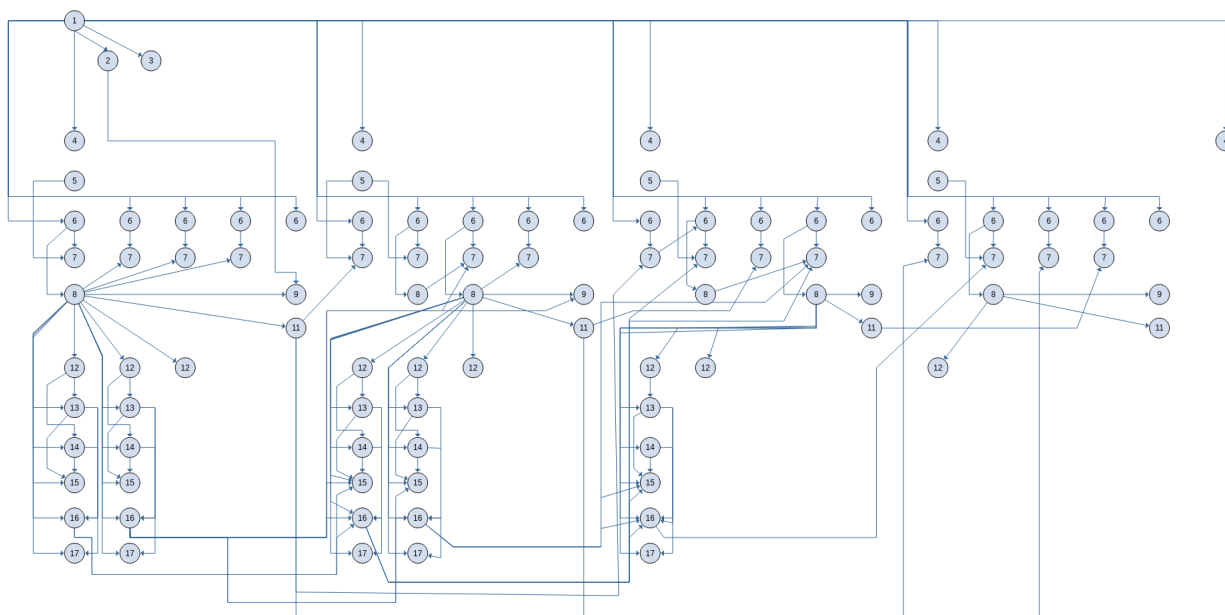 1
2 3
4 4 4 4
5 5 5 5
6 6 6 6 6 6 6 6 6 6 6 6 6 6 6 6 6 6 6 6
7 7 7 7 7 7 7 7 7 7 7 7 7 7 7 7
8 9 8 8 9 8 8 9 8 9
11 11 11 11
12 12 12 12 12 12 12 12 12
13 13 13 13 13
14 14 14 14 14
15 15 15 15 15
16 16 16 16 16
17 17 17 17 17